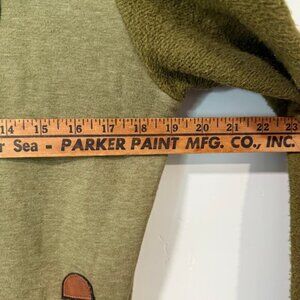 14 15 16 17 18 19 20 21 22 23
Sea - PARKER PAINT MFG. CO., INC.